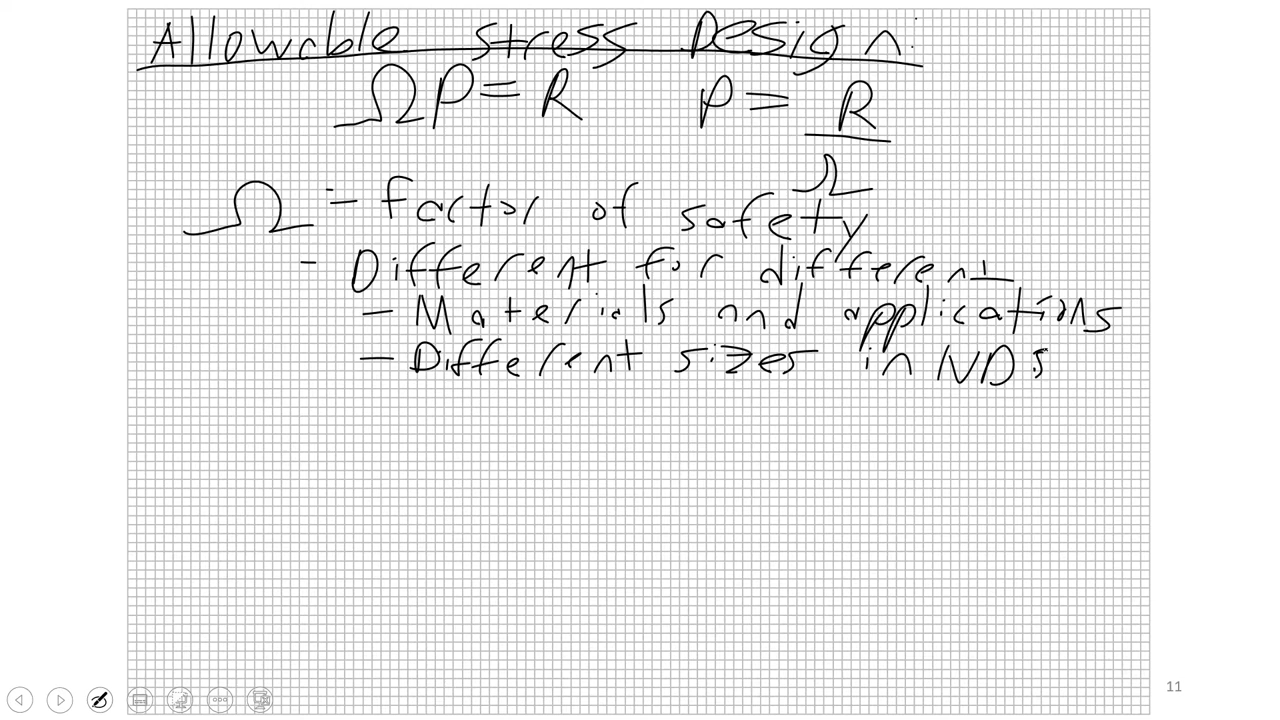 Allowable Stress Design:
ΩP = R P = R/Ω
Ω = factor of safety
- Different for different
- Materials and applications
- Different sizes in NDS
11